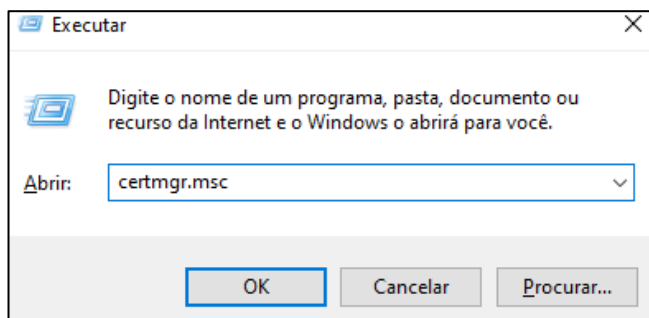 Executar
Digite o nome de um programa, pasta, documento ou
recurso da Internet e o Windows o abrirá para você.
Abrir: certmgr.msc
OK Cancelar Procurar...